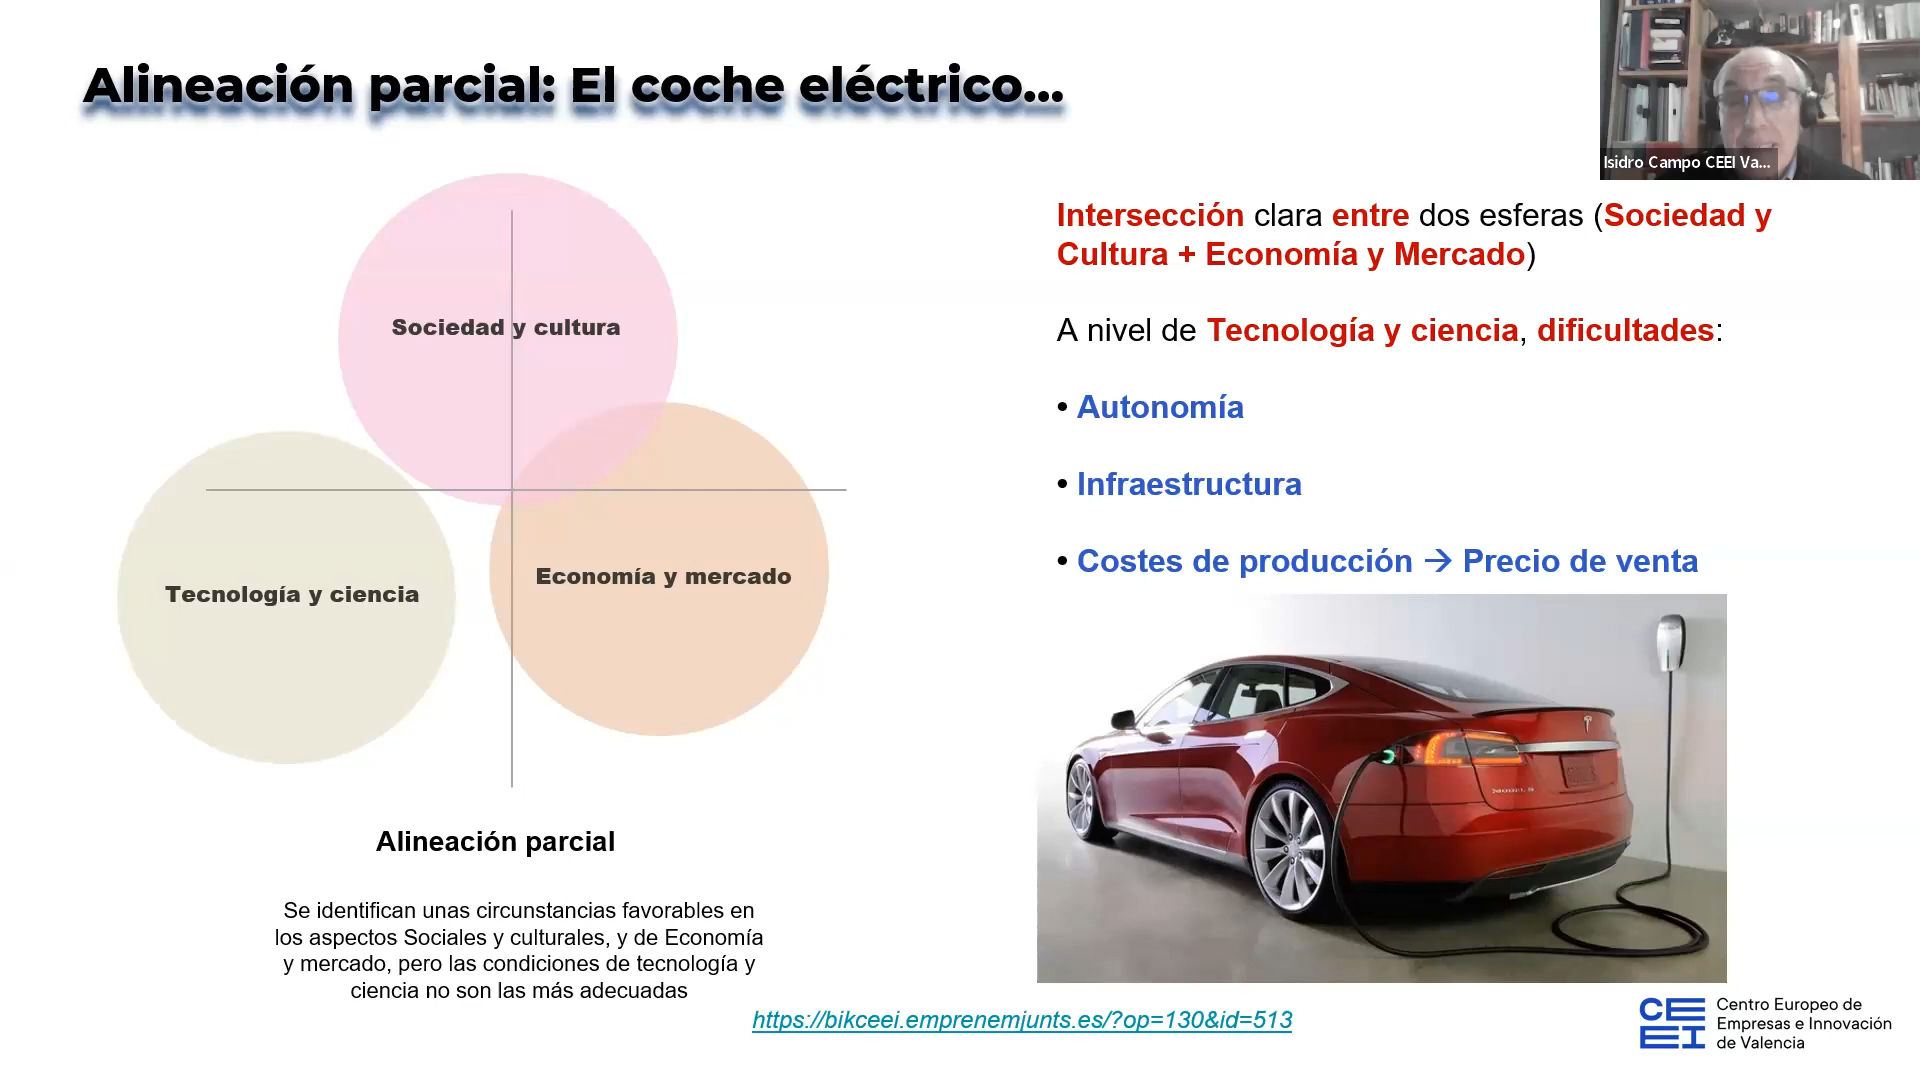 Alineación parcial: El coche eléctrico...
Isidro Campo CEEI Va...
Sociedad y cultura
Tecnología y ciencia
Economía y mercado
Alineación parcial
Se identifican unas circunstancias favorables en
los aspectos Sociales y culturales, y de Economía
y mercado, pero las condiciones de tecnología y
ciencia no son las más adecuadas
Intersección clara entre dos esferas (Sociedad y
Cultura + Economía y Mercado)
A nivel de Tecnología y ciencia, dificultades:
• Autonomía
• Infraestructura
• Costes de producción → Precio de venta
MODEL S
https://bikceei.emprenemjunts.es/?op=130&id=513
CEEI
Centro Europeo de
Empresas e Innovación
de Valencia